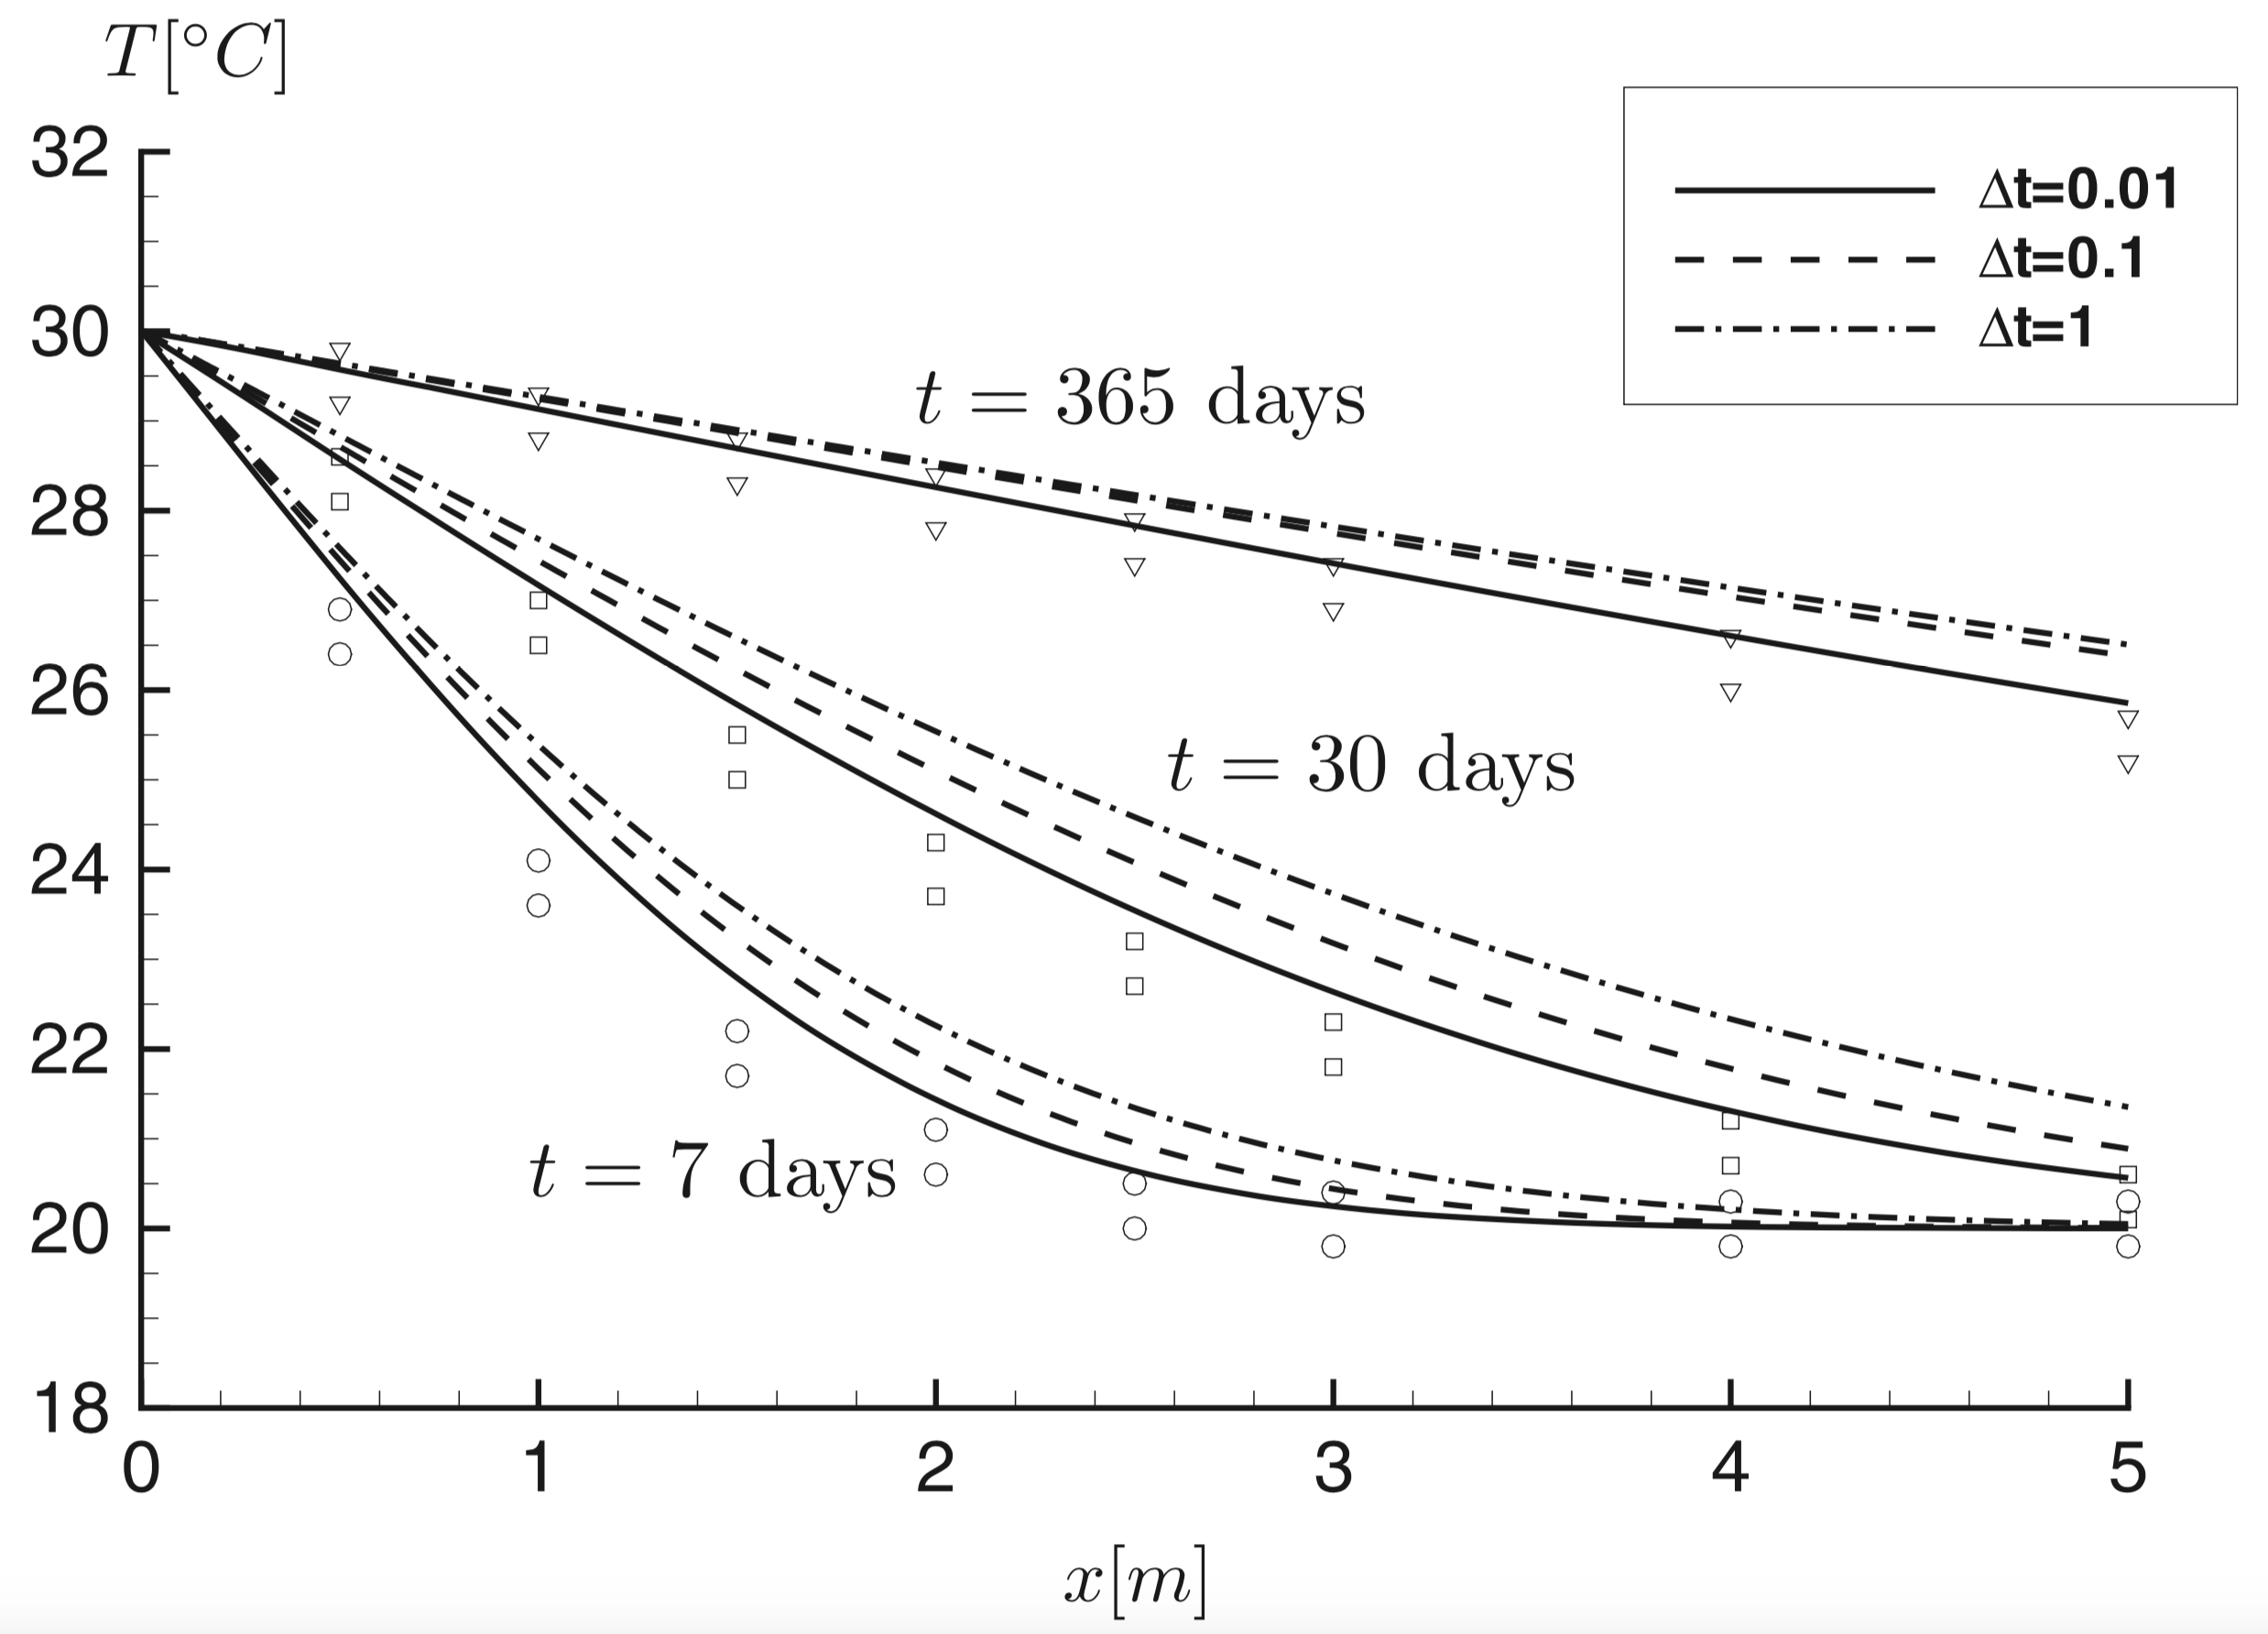 T[°C]
32
30
28
26
24
22
20
18
0 1 2 3 4 5
x[m]
Δt=0.01
Δt=0.1
Δt=1
t = 365 days
t = 30 days
t = 7 days